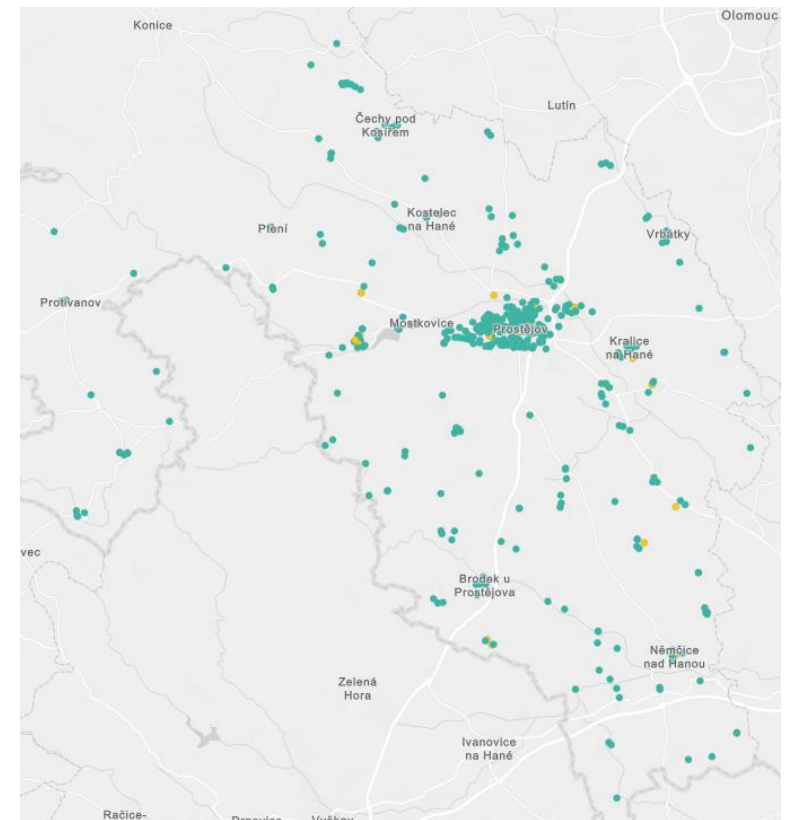 Olomouc
Konice
Lutín
Čechy pod
Kosířem
Kostelec
na Hané
Ptení
Vrbátky
Protivanov
Mostkovice
Prostějov
Kralice
na Hané
vec
Brodek u
Prostějova
Němčice
nad Hanou
Zelená
Hora
Ivanovice
na Hané
Račice-